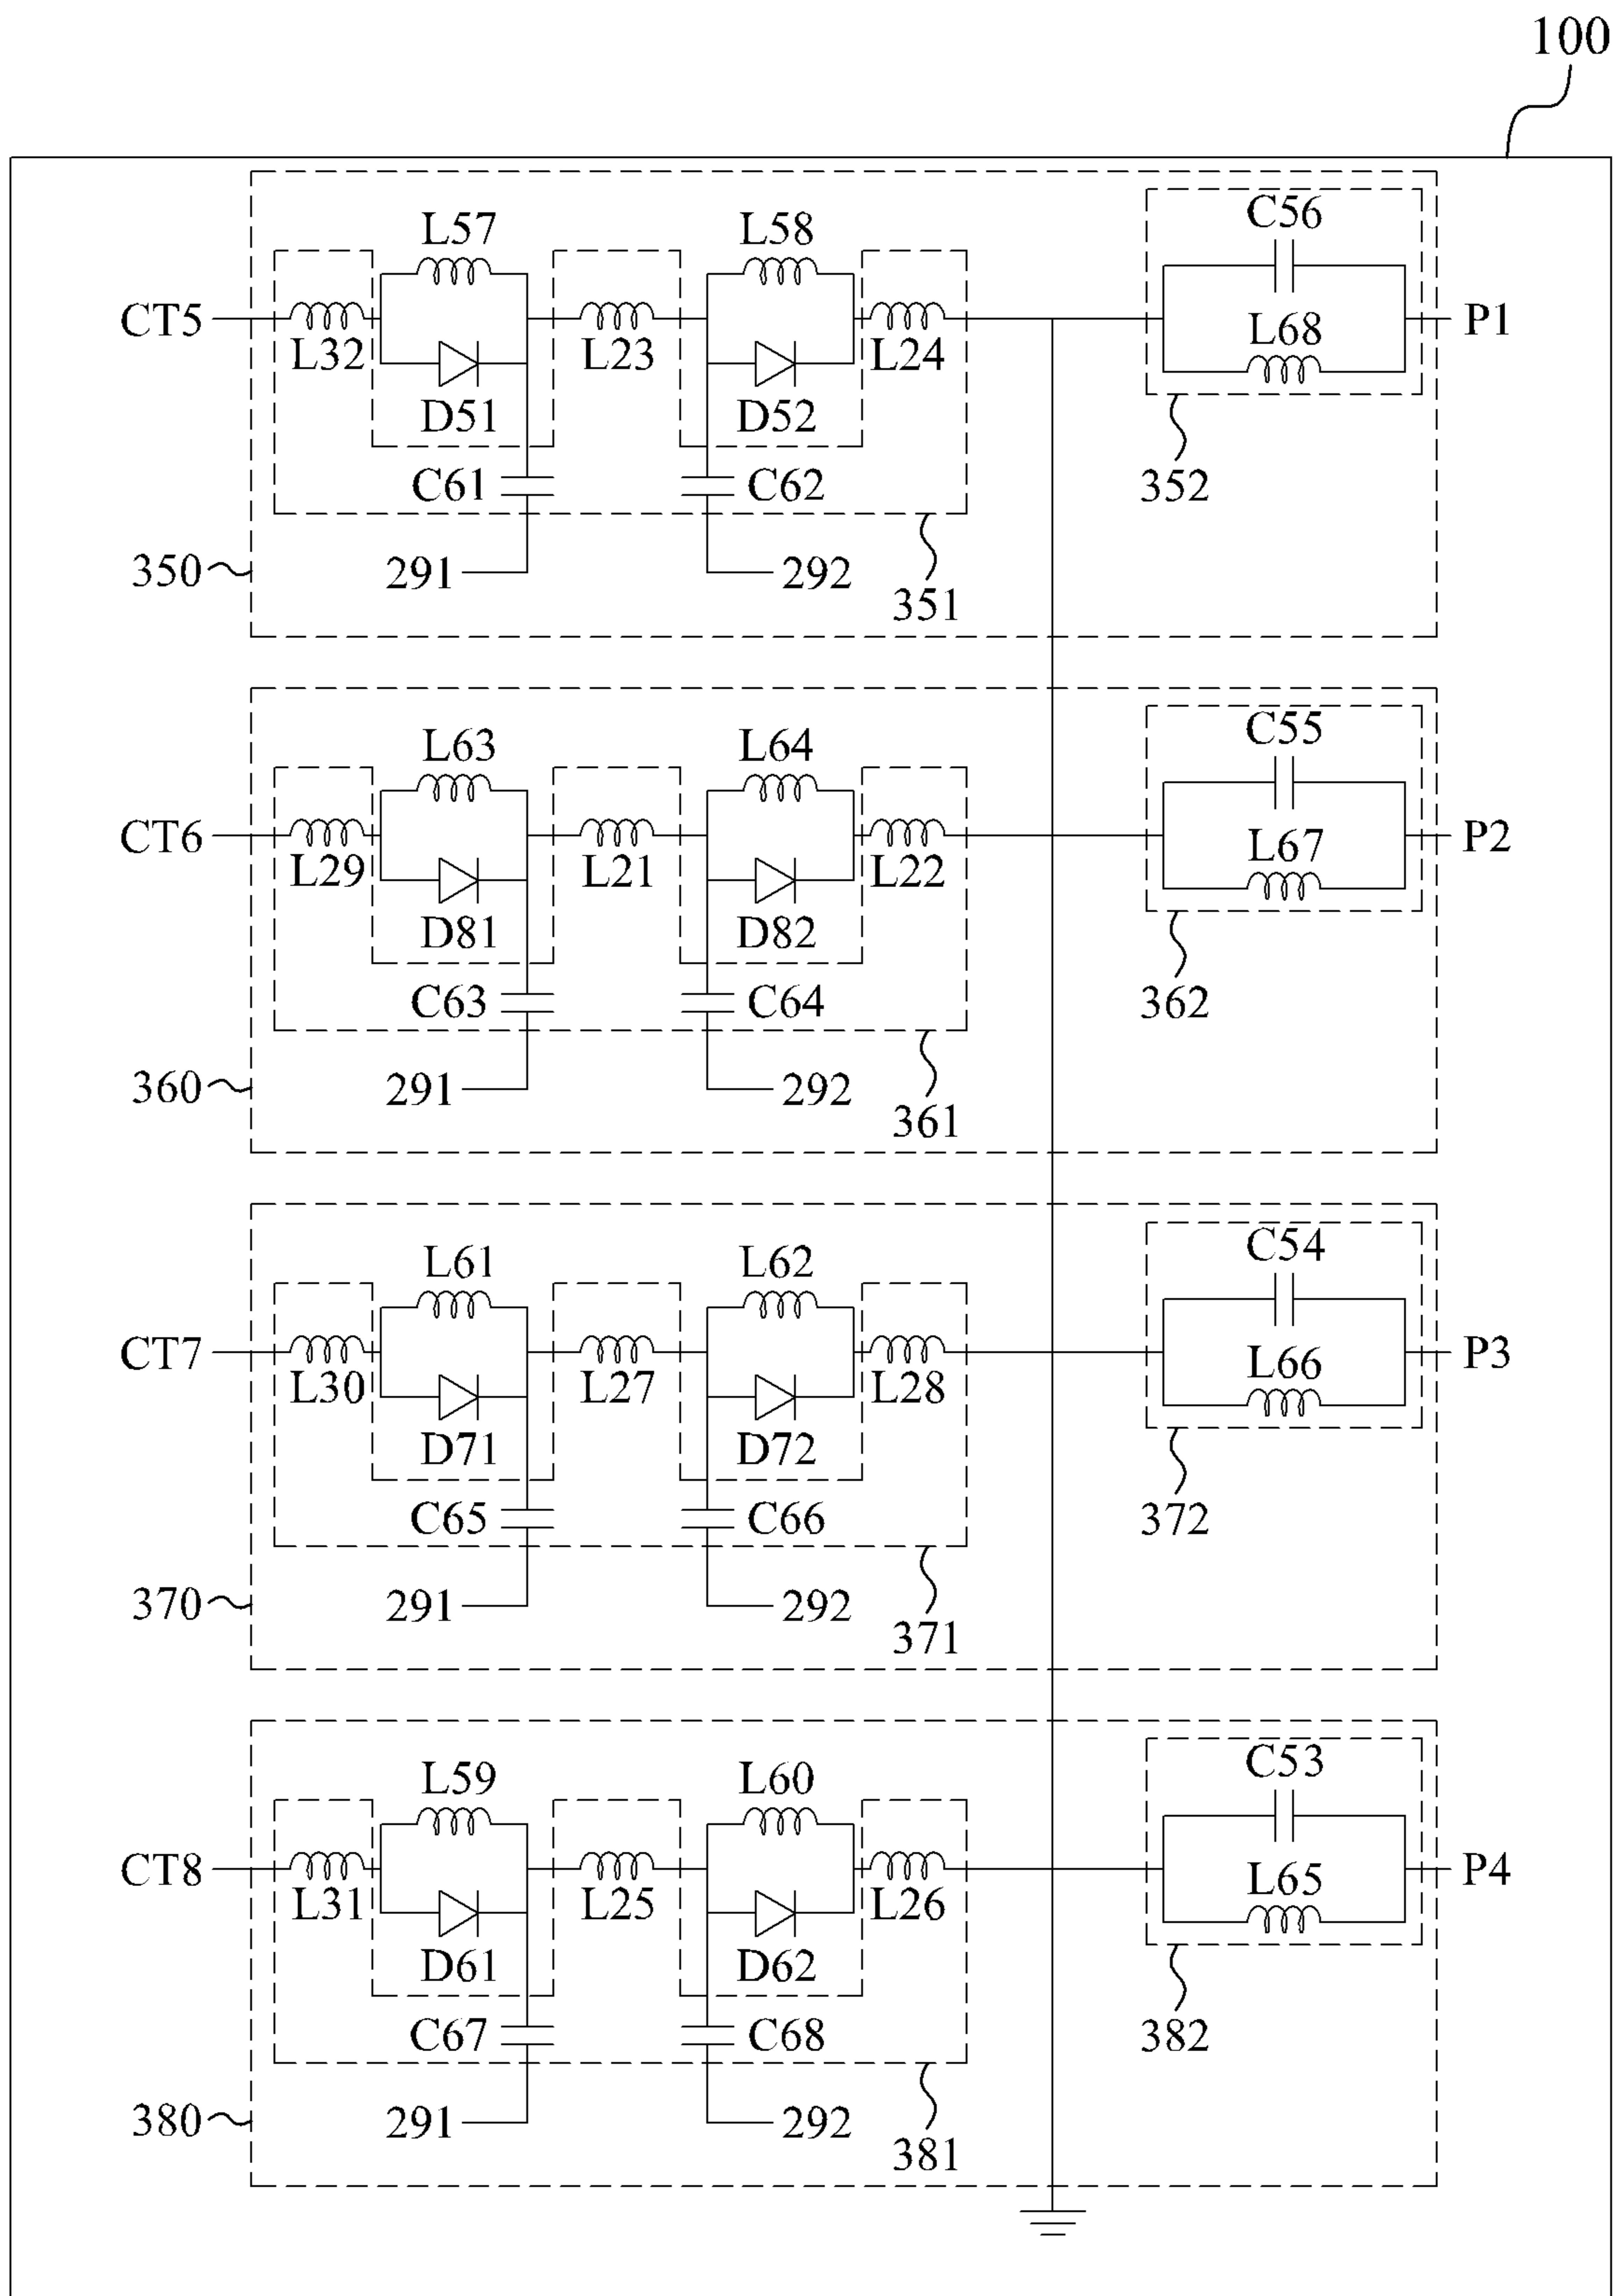 100
L57
L58
C56
CT5
L32
L23
L24
L68
P1
D51
D52
C61
C62
352
350
291
292
351
L63
L64
C55
CT6
L29
L21
L22
L67
P2
D81
D82
C63
C64
362
360
291
292
361
L61
L62
C54
CT7
L30
L27
L28
L66
P3
D71
D72
C65
C66
372
370
291
292
371
L59
L60
C53
CT8
L31
L25
L26
L65
P4
D61
D62
C67
C68
382
380
291
292
381